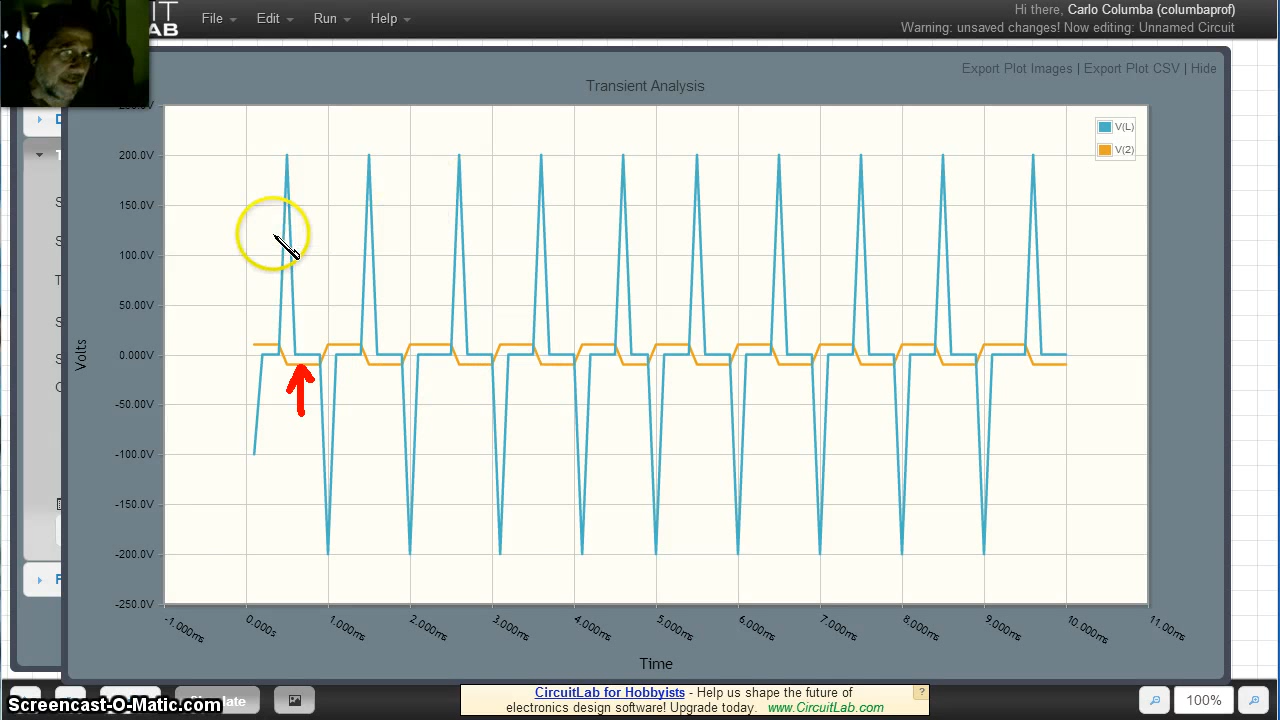 IT
LAB
File
Edit
Run
Help
Hi there, Carlo Columba (columbaprof)
Warning: unsaved changes! Now editing: Unnamed Circuit
Export Plot Images | Export Plot CSV | Hide
Transient Analysis
V(L)
V(2)
200.0V
150.0V
100.0V
50.00V
0.000V
-50.00V
-100.0V
-150.0V
-200.0V
-250.0V
Volts
-1.000ms
0.000s
1.000ms
2.000ms
3.000ms
4.000ms
5.000ms
6.000ms
7.000ms
8.000ms
9.000ms
10.000ms
11.00ms
Time
CircuitLab for Hobbyists - Help us shape the future of
electronics design software! Upgrade today. www.CircuitLab.com
?
100%
Screencast-O-Matic.com